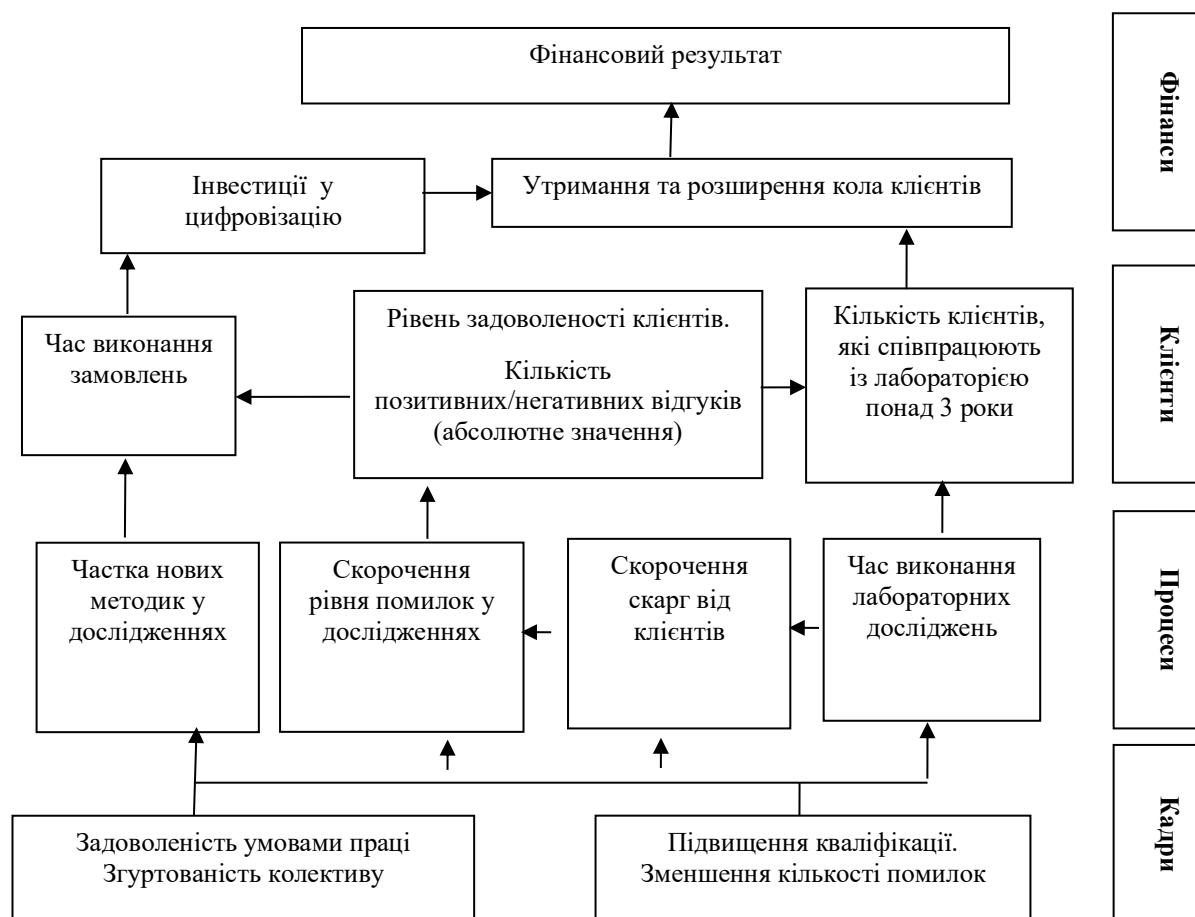 Фінансовий результат
Фінанси
Інвестиції у
цифровізацію
Утримання та розширення кола клієнтів
Час виконання
замовлень
Рівень задоволеності клієнтів.
Кількість
позитивних/негативних відгуків
(абсолютне значення)
Кількість клієнтів,
які співпрацюють
із лабораторією
понад 3 роки
Клієнти
Частка нових
методик у
дослідженнях
Скорочення
рівня помилок у
дослідженнях
Скорочення
скарг від
клієнтів
Час виконання
лабораторних
досліджень
Процеси
Задоволеність умовами праці
Згуртованість колективу
Підвищення кваліфікації.
Зменшення кількості помилок
Кадри